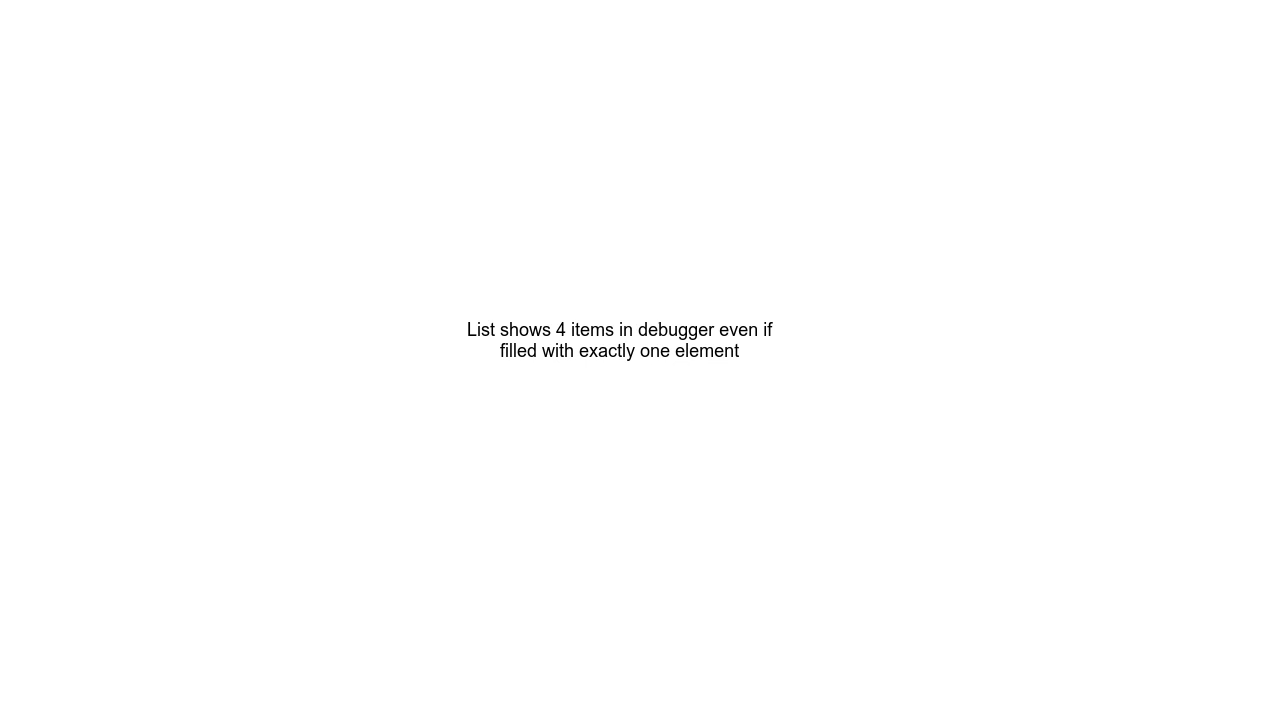 List shows 4 items in debugger even if
filled with exactly one element